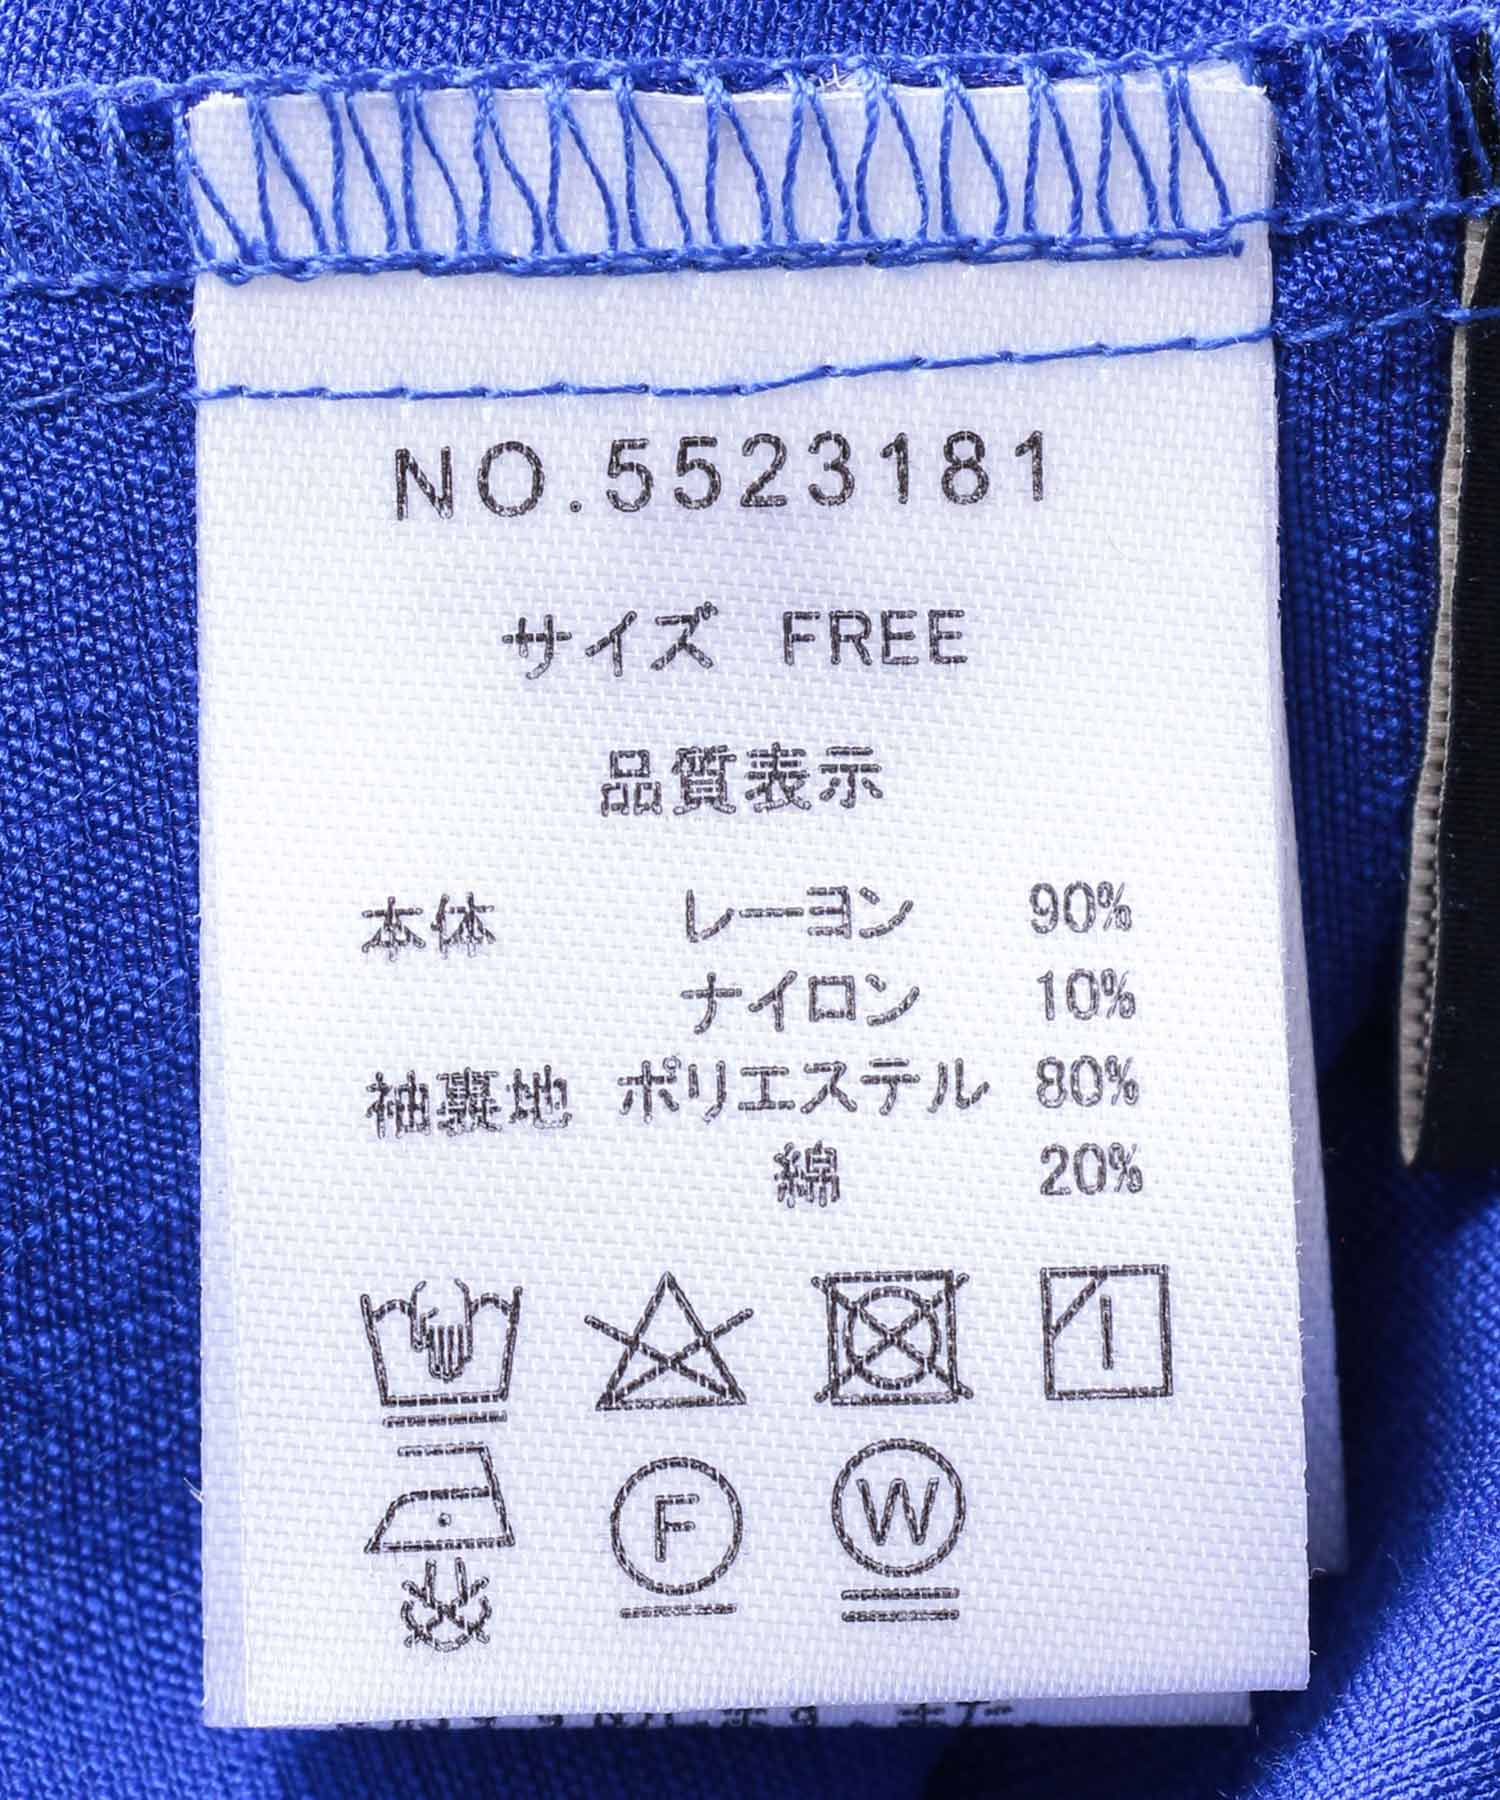 NO.5523181
サイズ FREE
品質表示
本体 レーヨン 90%
ナイロン 10%
袖裏地 ポリエステル 80%
綿 20%
F W